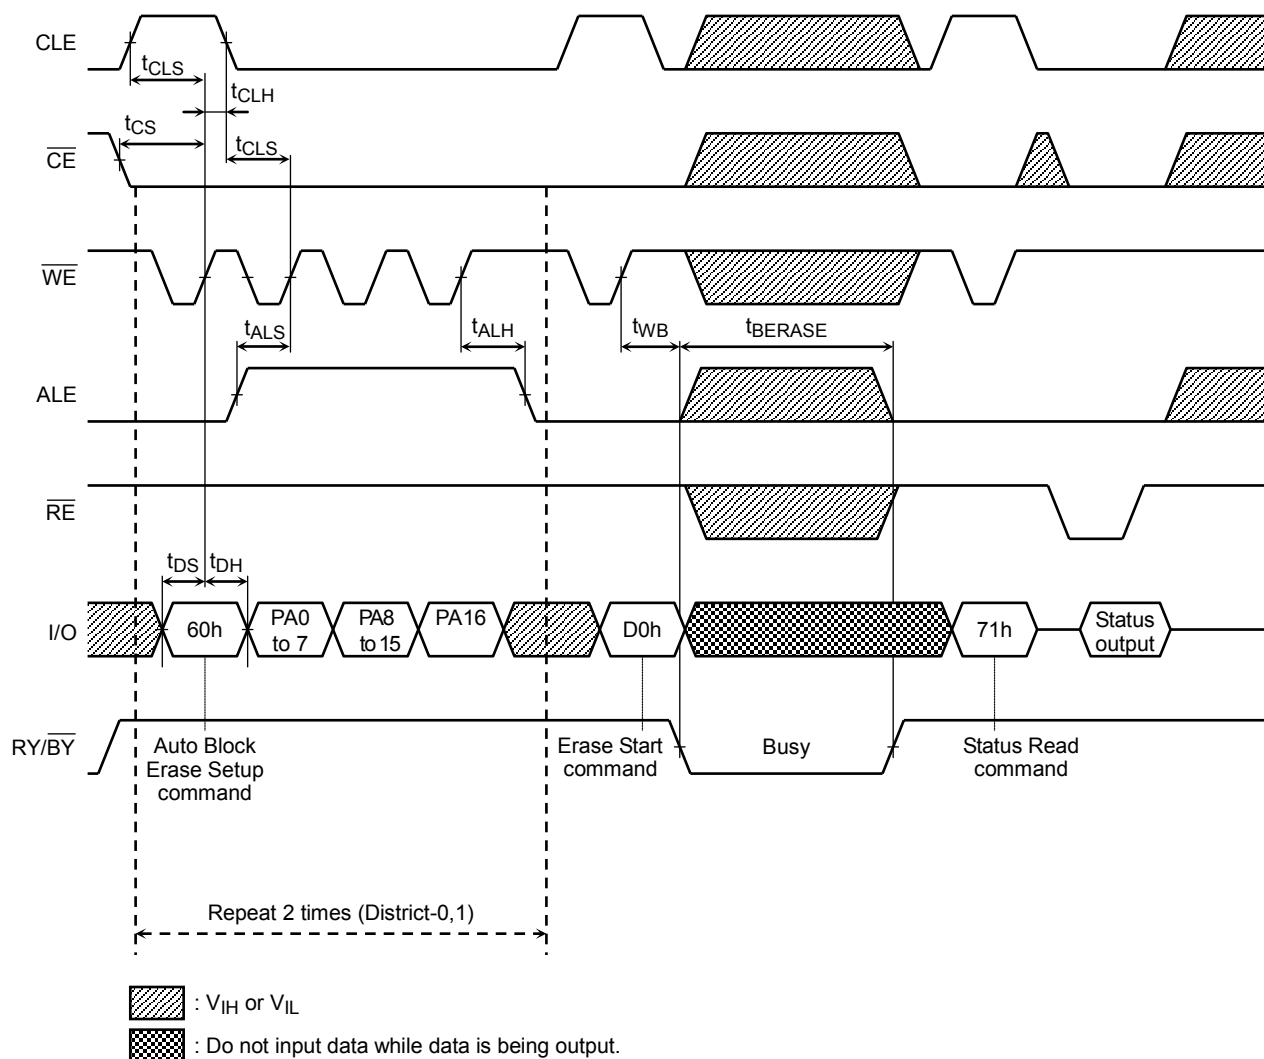 CLE
tCLS
tCLH
tCS
tCLS
CE
WE
tALS
tALH
tWB
tBERASE
ALE
RE
tDS
tDH
I/O
60h
PA0
to 7
PA8
to 15
PA16
D0h
71h
Status
output
RY/BY
Auto Block
Erase Setup
command
Erase Start
command
Busy
Status Read
command
Repeat 2 times (District-0,1)
: VIH or VIL
: Do not input data while data is being output.